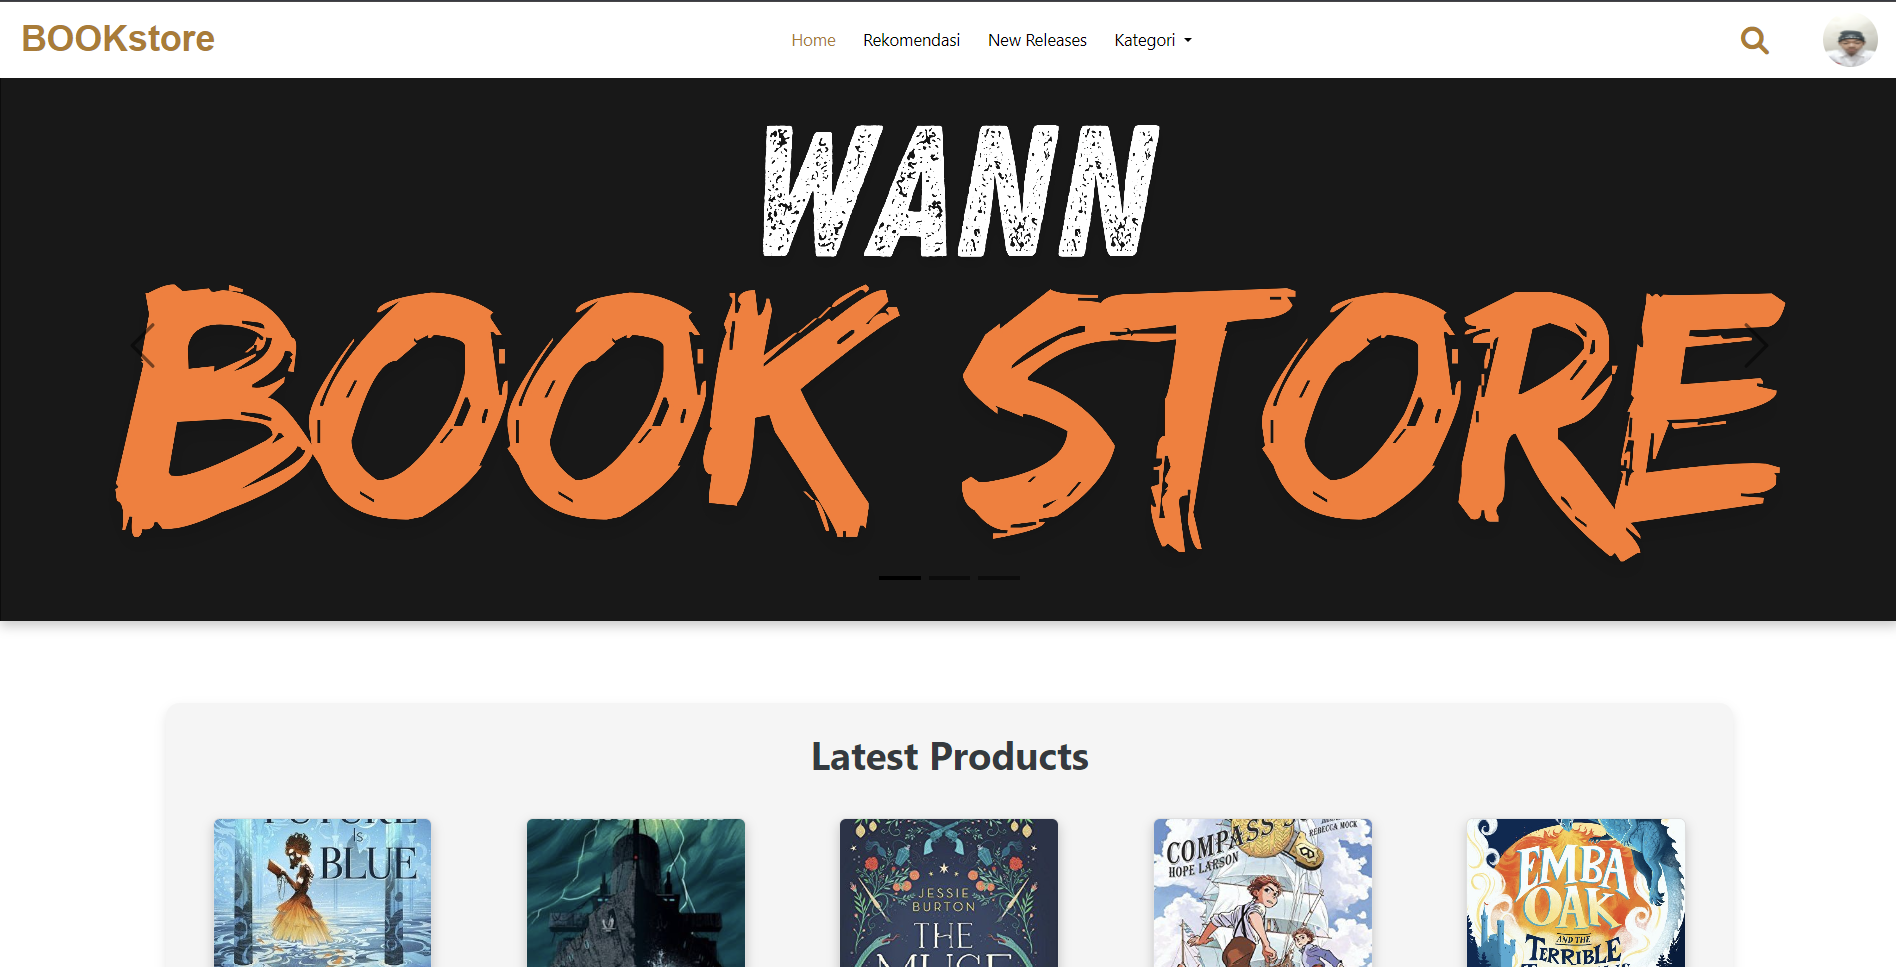 BOOKstore
Home Rekomendasi New Releases Kategori
WANN
BOOK STORE
Latest Products
Is
BLUE
JESSIE
BURTON
THE
COMPASS
HOPE LARSON
REBECCA MOCK
EMBA
OAK
AND THE
TERRIBLE